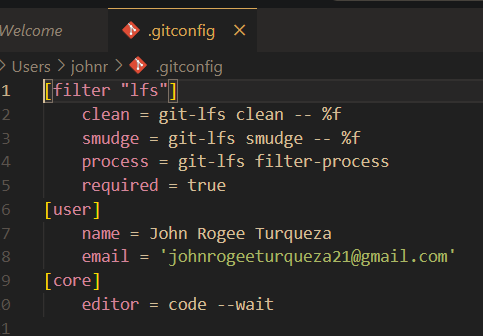 Welcome
.gitconfig
Users > johnr > .gitconfig
1 [filter "lfs"]
2 clean = git-lfs clean -- %f
3 smudge = git-lfs smudge -- %f
4 process = git-lfs filter-process
5 required = true
6 [user]
7 name = John Rogee Turqueza
8 email = 'johnrogeeturqueza21@gmail.com'
9 [core]
0 editor = code --wait
1